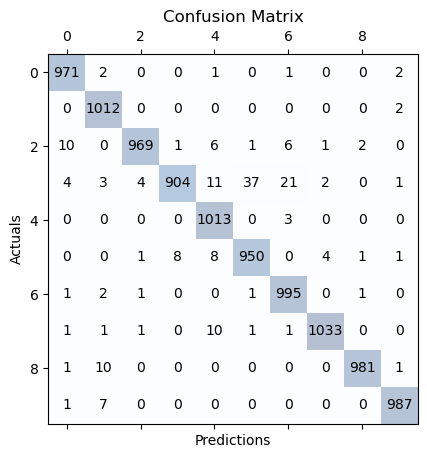 Confusion Matrix
0 2 4 6 8
0 971 2 0 0 1 0 1 0 0 2
0 1012 0 0 0 0 0 0 0 2
2 10 0 969 1 6 1 6 1 2 0
4 3 4 904 11 37 21 2 0 1
4 0 0 0 0 1013 0 3 0 0 0
0 0 1 8 8 950 0 4 1 1
6 1 2 1 0 0 1 995 0 1 0
1 1 1 0 10 1 1 1033 0 0
8 1 10 0 0 0 0 0 0 981 1
1 7 0 0 0 0 0 0 0 987
Actuals
Predictions